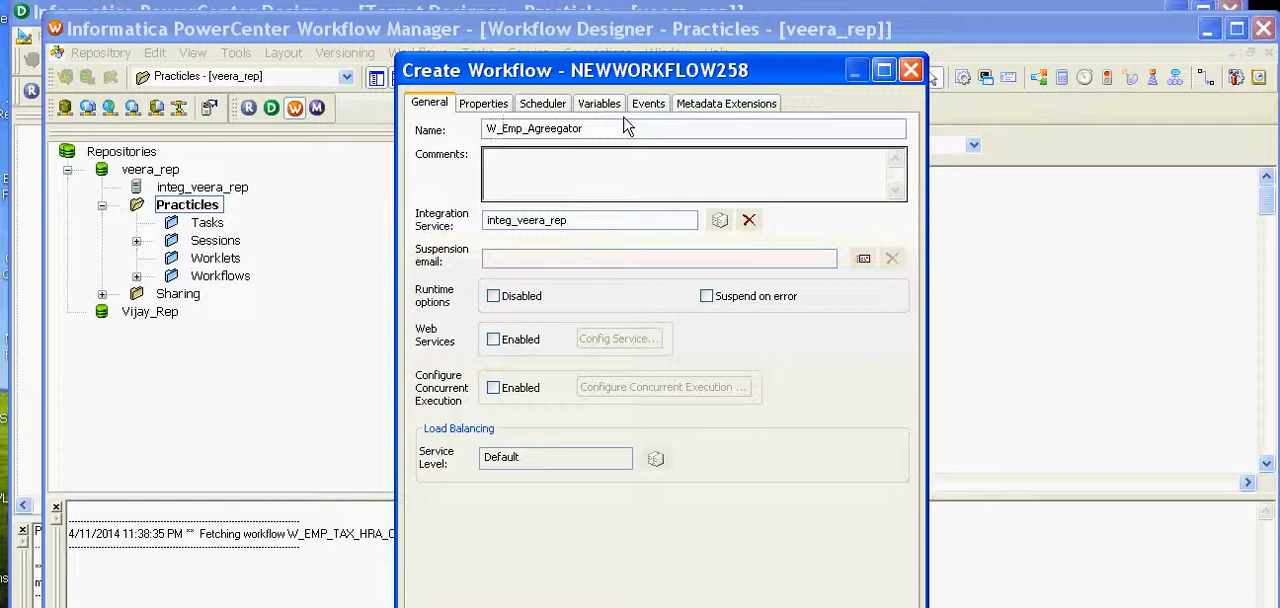 Informatica PowerCenter Workflow Manager - [Workflow Designer - Practicles - [veera_rep]]
Repository Edit View Tools Layout Versioning
Practicles - [veera_rep]
Create Workflow - NEWWORKFLOW258
General Properties Scheduler Variables Events Metadata Extensions
Name: W_Emp_Agreegator
Comments:
Integration Service: integ_veera_rep
Suspension email:
Runtime options Disabled Suspend on error
Web Services Enabled Config Service...
Configure Concurrent Execution Enabled Configure Concurrent Execution ...
Load Balancing
Service Level: Default
Repositories
veera_rep
integ_veera_rep
Practicles
Tasks
Sessions
Worklets
Workflows
Sharing
Vijay_Rep
4/11/2014 11:38:35 PM ** Fetching workflow W_EMP_TAX_HRA_